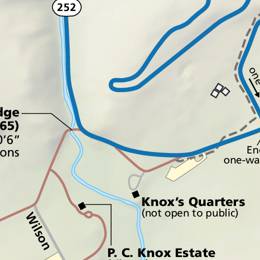 252
one
dge
65)
0'6"
ons
En
one-wa
Knox's Quarters
(not open to public)
Wilson
P. C. Knox Estate